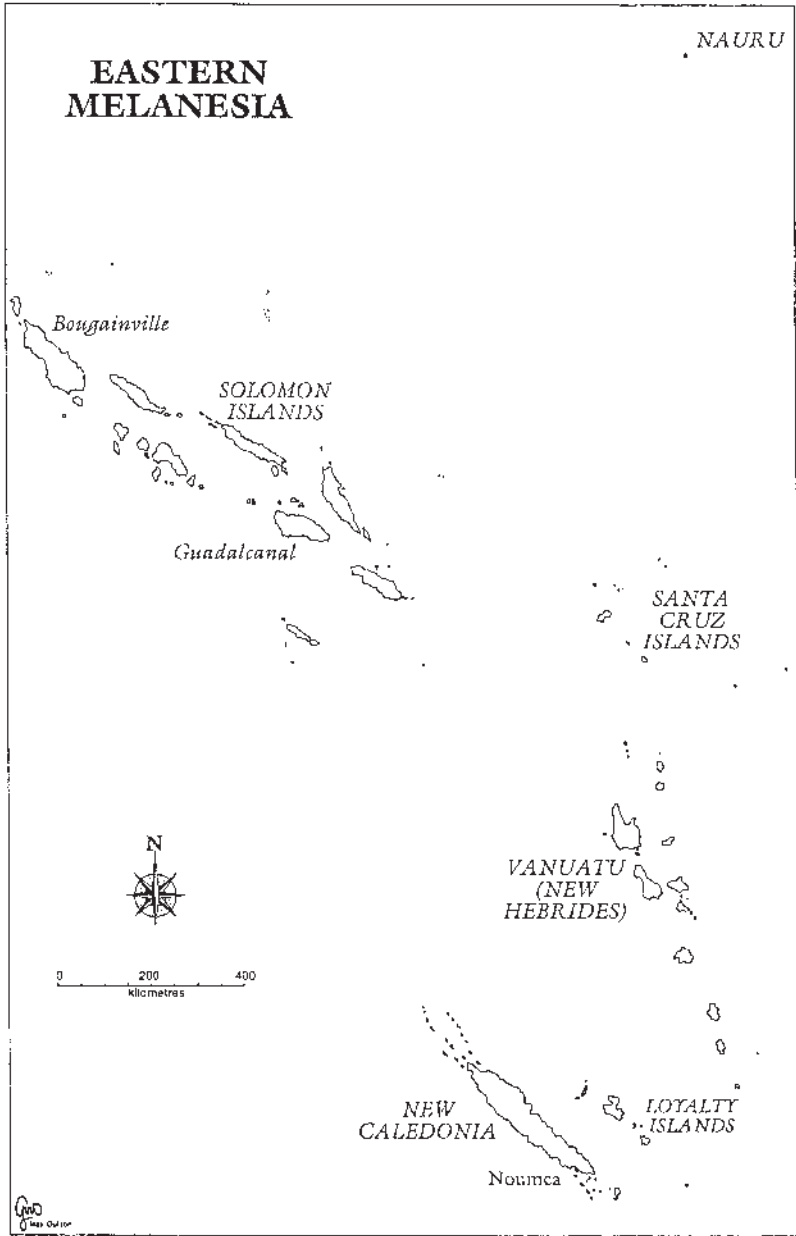 NAURU
EASTERN
MELANESIA
Bougainville
SOLOMON
ISLANDS
Guadalcanal
SANTA
CRUZ
ISLANDS
N
VANUATU
(NEW
HEBRIDES)
0 200 400
kilometres
NEW
CALEDONIA
LOYALTY
ISLANDS
Noumea